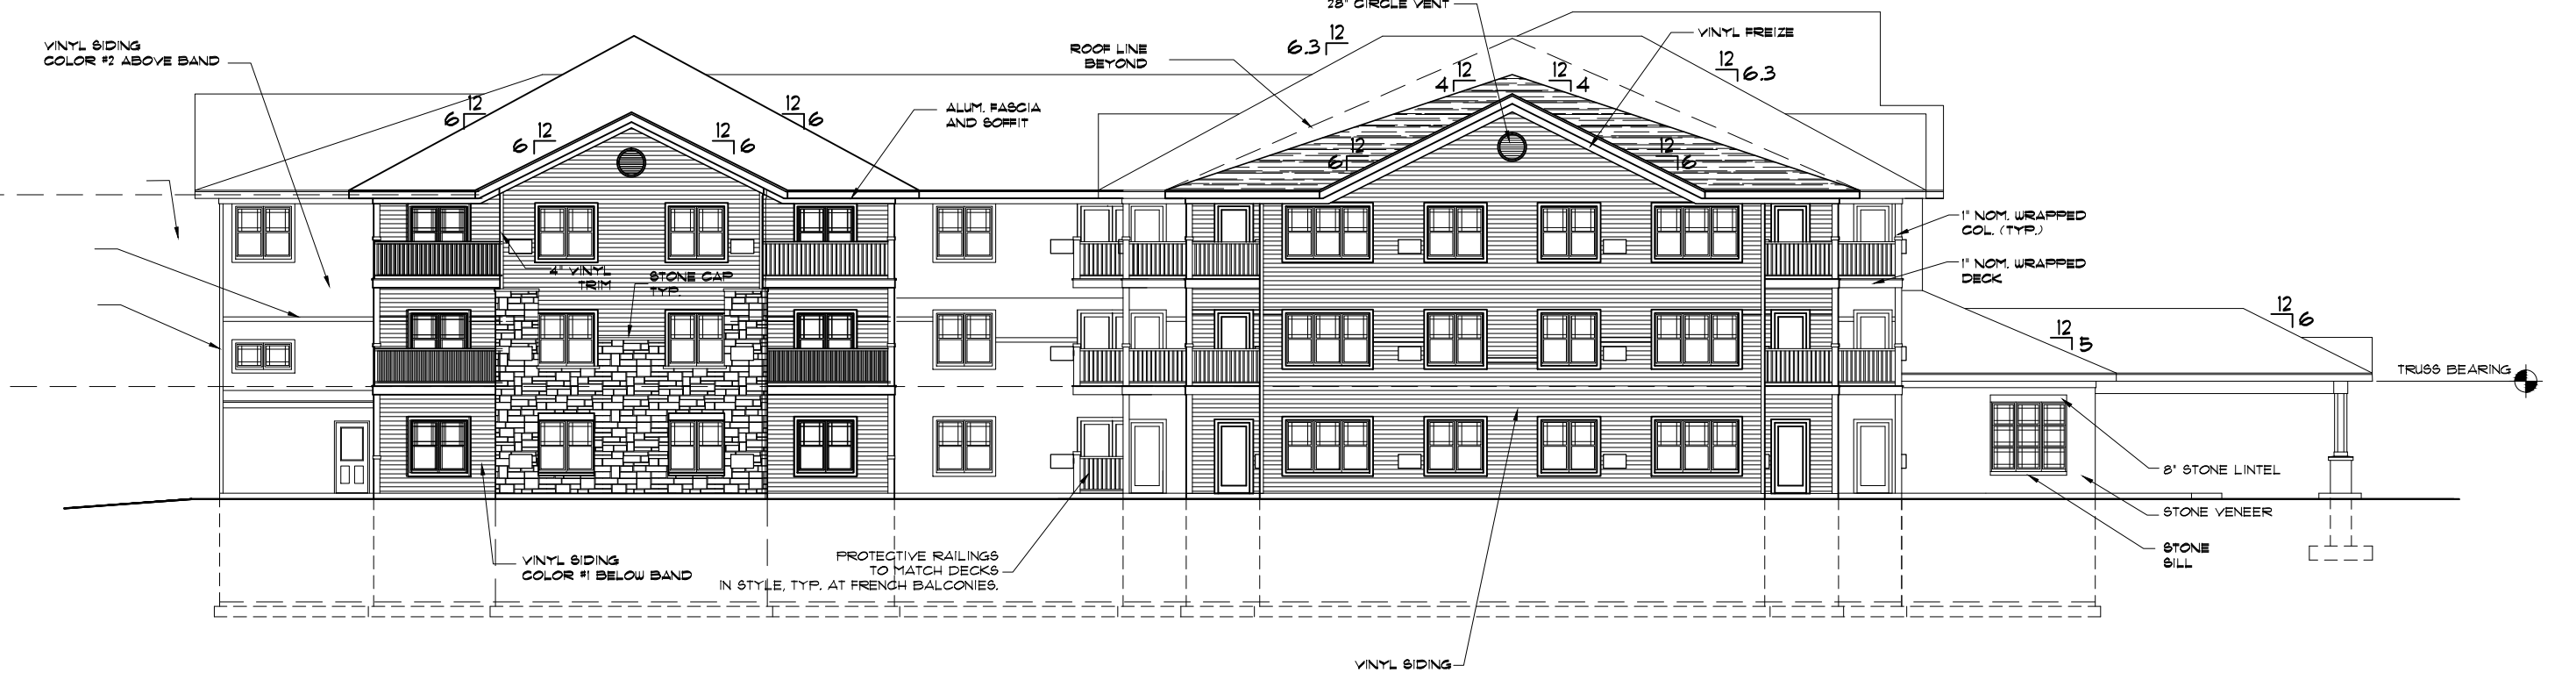 28" CIRCLE VENT
VINYL SIDING
COLOR #2 ABOVE BAND
ROOF LINE
BEYOND
12
6.3
VINYL FREIZE
12
6.3
12
4
12
4
12
6
12
6
ALUM. FASCIA
AND SOFFIT
12
6
12
6
12
6
12
6
1" NOM. WRAPPED
COL. (TYP.)
1" NOM. WRAPPED
DECK
4" VINYL
TRIM
STONE CAP
TYP.
12
6
12
5
TRUSS BEARING
8" STONE LINTEL
STONE VENEER
STONE
SILL
VINYL SIDING
COLOR #1 BELOW BAND
PROTECTIVE RAILINGS
TO MATCH DECKS
IN STYLE, TYP. AT FRENCH BALCONIES.
VINYL SIDING